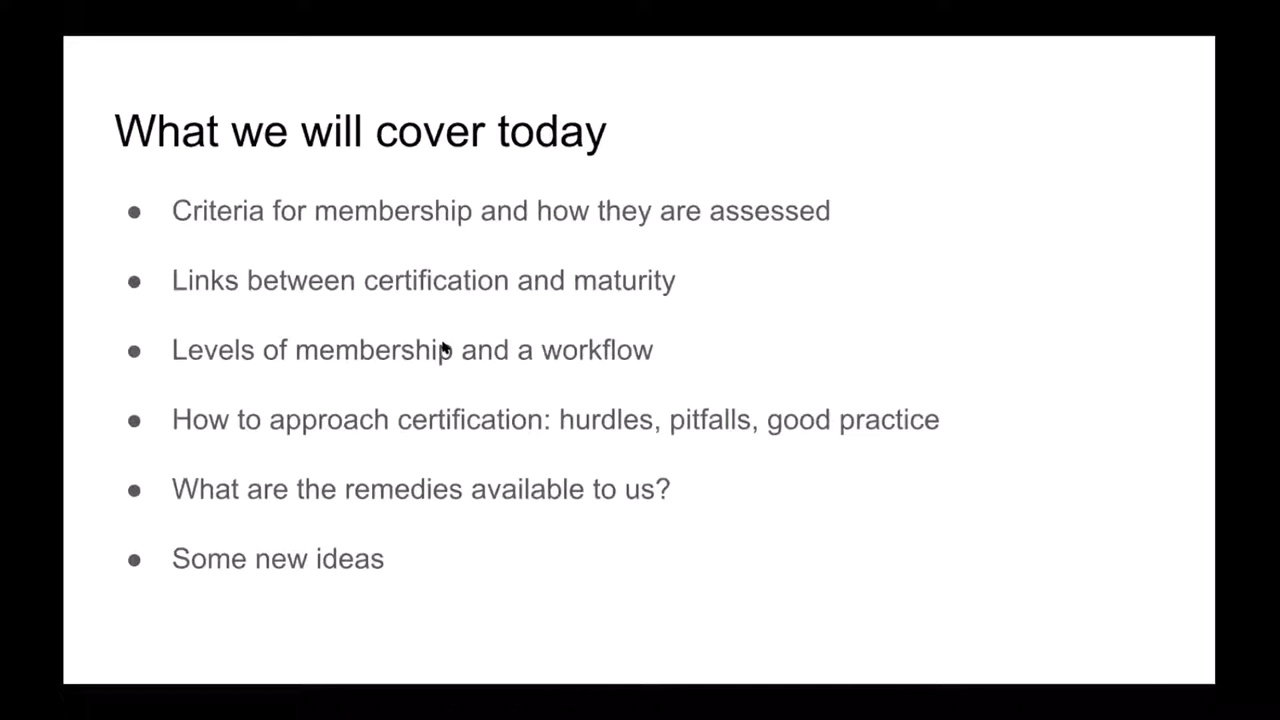 What we will cover today
● Criteria for membership and how they are assessed
● Links between certification and maturity
● Levels of membership and a workflow
● How to approach certification: hurdles, pitfalls, good practice
● What are the remedies available to us?
● Some new ideas